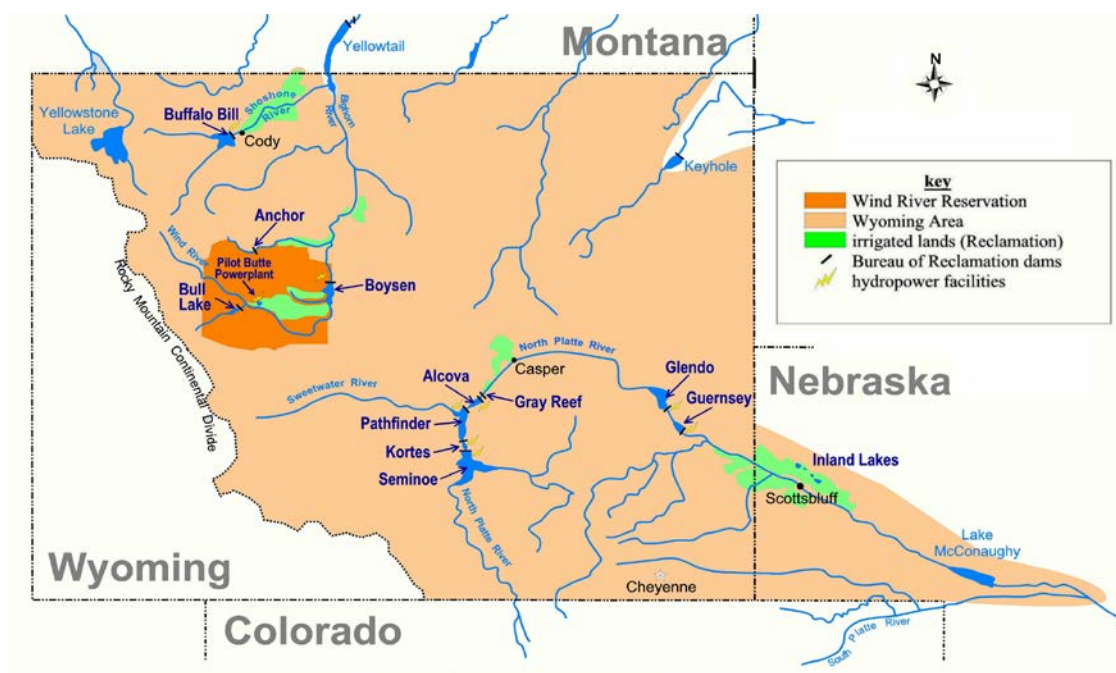 Montana
Yellowtail
N
Shoshone
River
Bighorn
River
Buffalo Bill
Yellowstone
Lake
Cody
Keyhole
key
Wind River Reservation
Wyoming Area
irrigated lands (Reclamation)
Bureau of Reclamation dams
hydropower facilities
Anchor
Wind River
Pilot Butte
Powerplant
Bull
Lake
Boysen
Rocky Mountain Continental Divide
North Platte River
Casper
Sweetwater River
Alcova
Gray Reef
Glendo
Guernsey
Nebraska
Pathfinder
Kortes
Seminoe
North Platte River
Inland Lakes
Scottsbluff
Lake
McConaughy
Wyoming
Cheyenne
Colorado
South Platte River